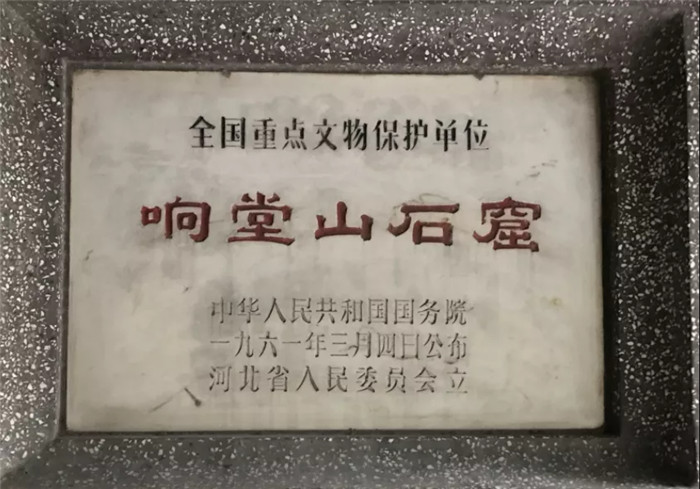 全国重点文物保护单位
响堂山石窟
中华人民共和国国务院
一九六一年三月四日公布
河北省人民委员会立